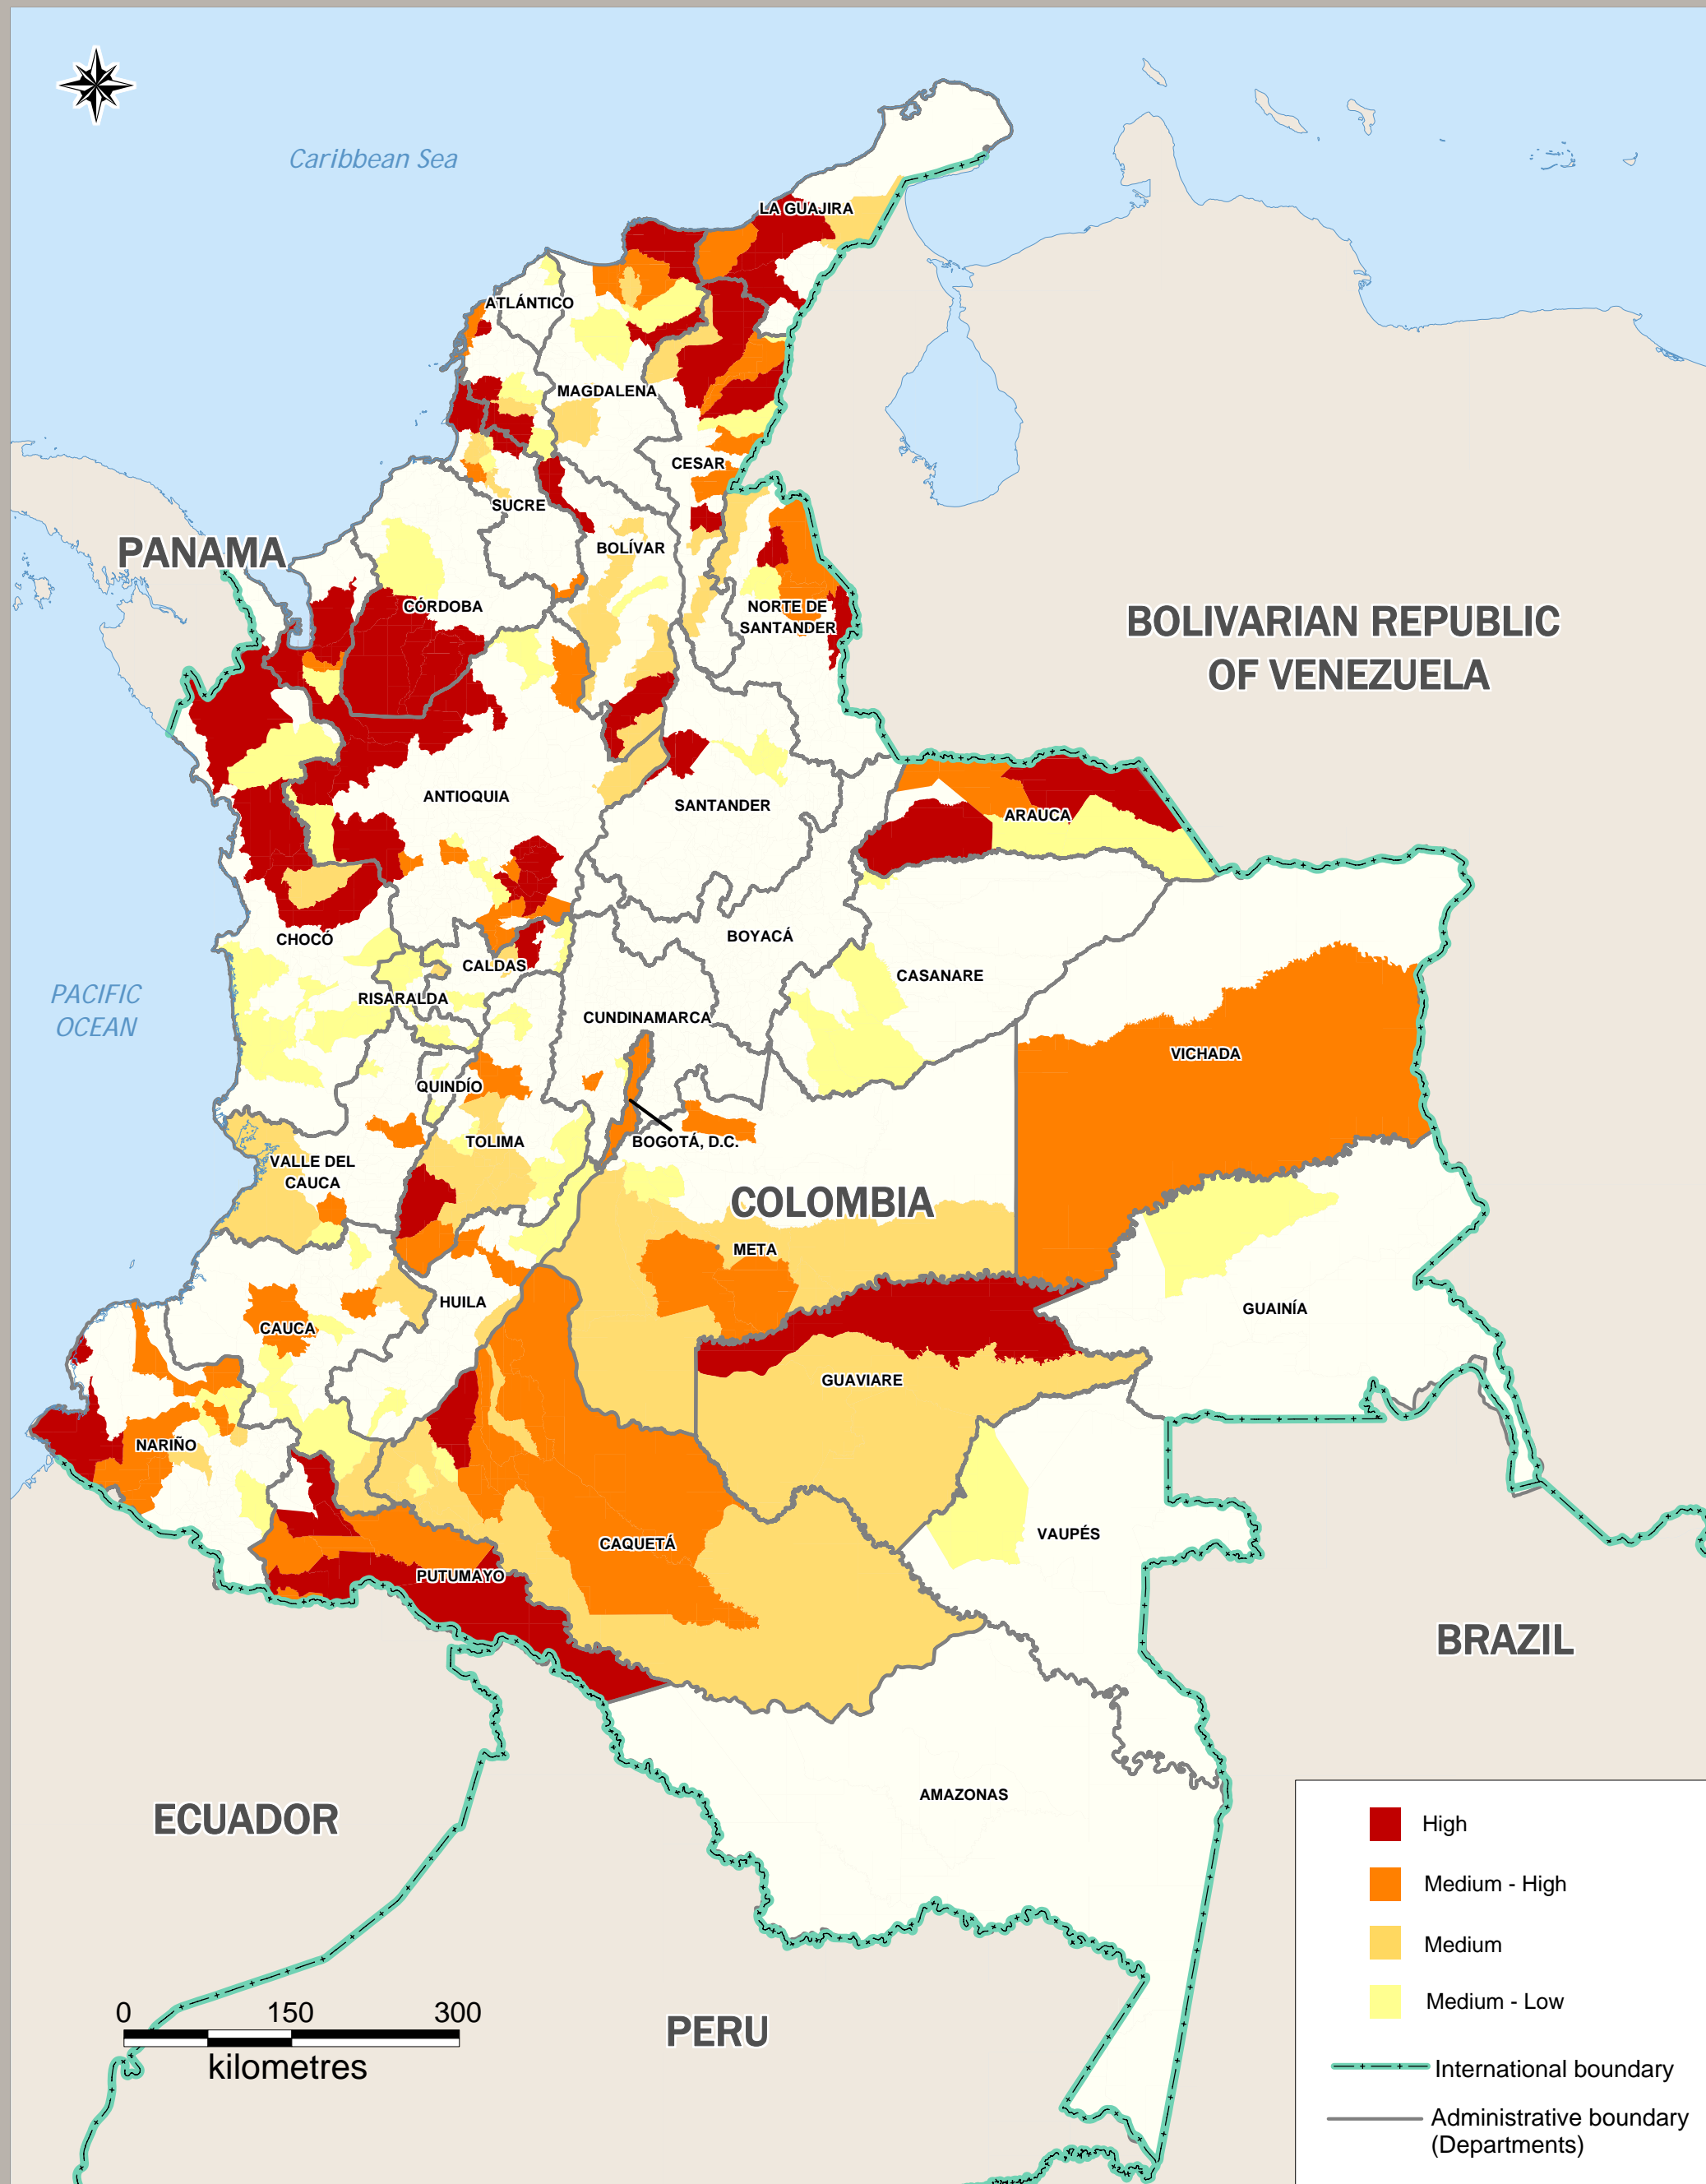 Caribbean Sea
LA GUAJIRA
ATLÁNTICO
MAGDALENA
CESAR
SUCRE
BOLÍVAR
PANAMA
CÓRDOBA
NORTE DE
SANTANDER
BOLIVARIAN REPUBLIC
OF VENEZUELA
ANTIOQUIA
SANTANDER
ARAUCA
CHOCÓ
BOYACÁ
CALDAS
CASANARE
PACIFIC
OCEAN
RISARALDA
CUNDINAMARCA
VICHADA
QUINDÍO
TOLIMA
BOGOTÁ, D.C.
VALLE DEL
CAUCA
COLOMBIA
META
HUILA
GUAINÍA
CAUCA
GUAVIARE
NARIÑO
VAUPÉS
CAQUETÁ
PUTUMAYO
BRAZIL
AMAZONAS
ECUADOR
PERU
0 150 300
kilometres
High
Medium - High
Medium
Medium - Low
International boundary
Administrative boundary
(Departments)